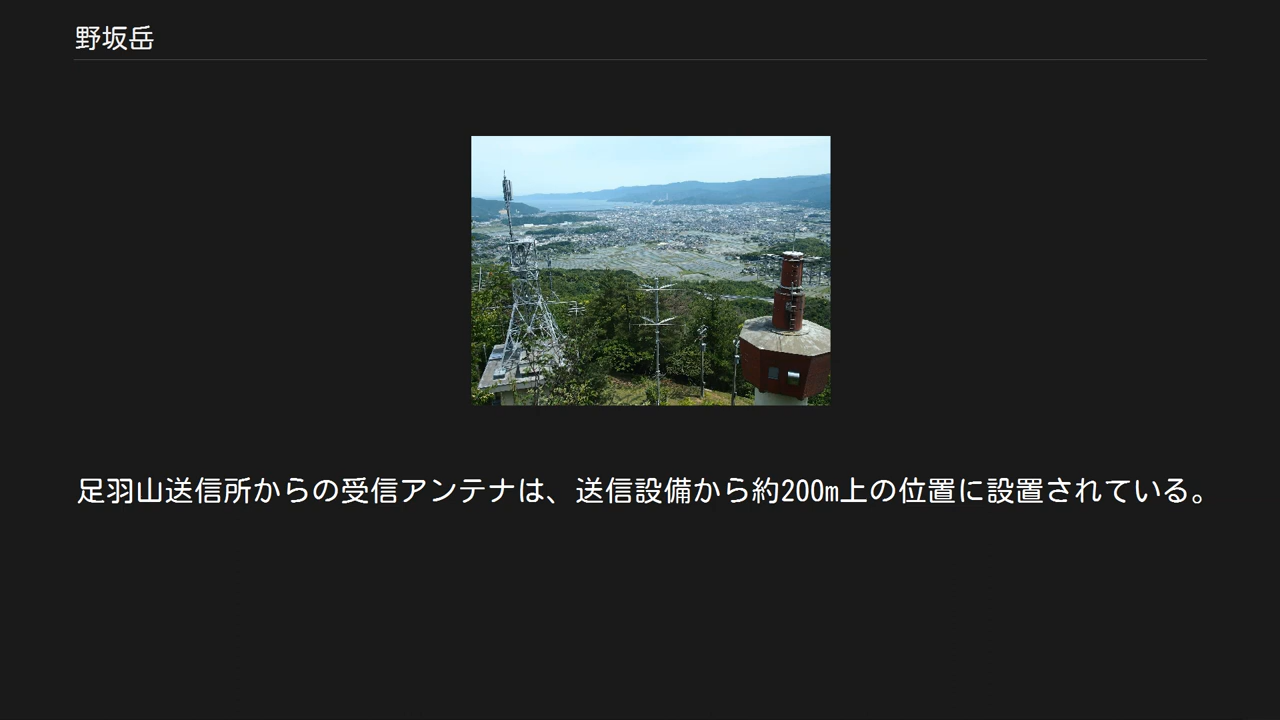 野坂岳
足羽山送信所からの受信アンテナは、送信設備から約200m上の位置に設置されている。